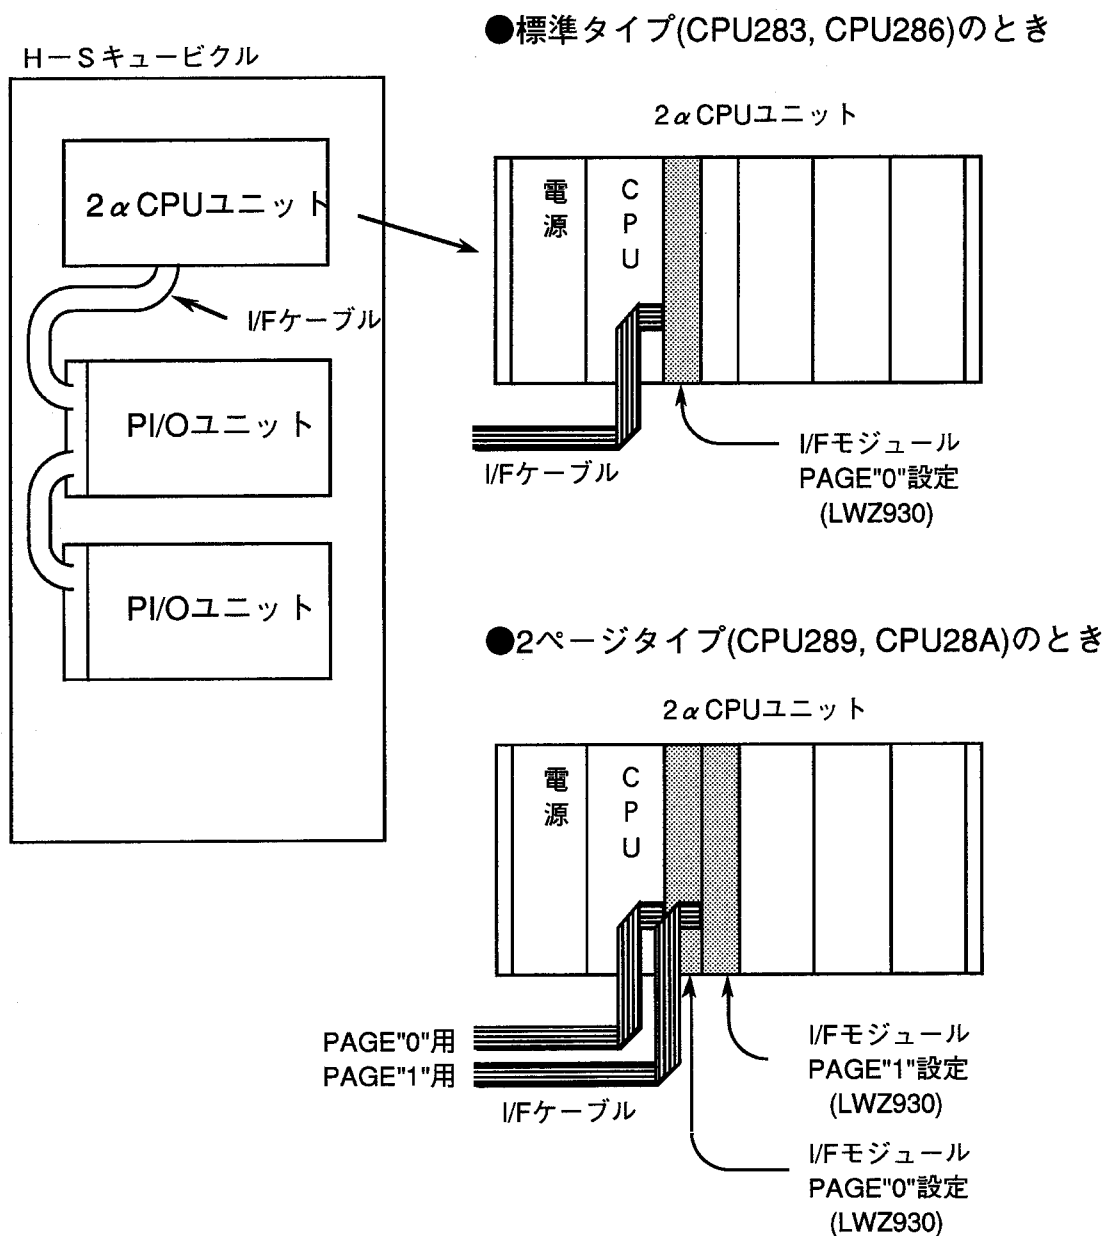 H－Sキュービクル
2αCPUユニット
I/Fケーブル
PI/Oユニット
PI/Oユニット
●標準タイプ(CPU283, CPU286)のとき
2αCPUユニット
電源
CPU
I/Fケーブル
I/Fモジュール
PAGE"0"設定
(LWZ930)
●2ページタイプ(CPU289, CPU28A)のとき
2αCPUユニット
電源
CPU
PAGE"0"用
PAGE"1"用
I/Fケーブル
I/Fモジュール
PAGE"1"設定
(LWZ930)
I/Fモジュール
PAGE"0"設定
(LWZ930)